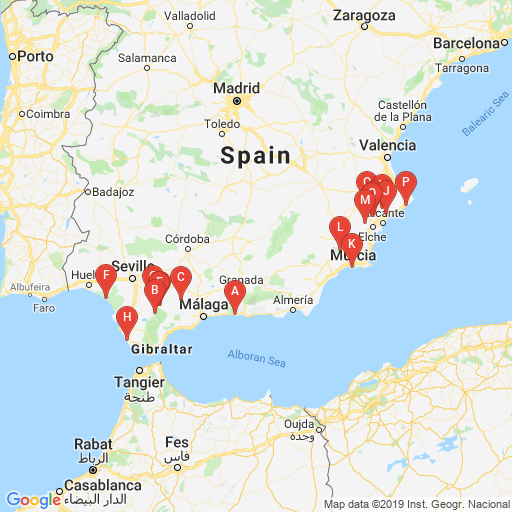 Zaragoza
Valladolid
Barcelona
Porto
Salamanca
Tarragona
Madrid
Castellón
de la Plana
Coimbra
Toledo
Balearic Sea
Valencia
Spain
Badajoz
P
J
M
Elche
L
K
Murcia
Córdoba
Granada
Sevilla
F
C
B
A
Albufeira
Faro
Málaga
Almería
H
Gibraltar
Alboran Sea
Tangier
طنجة
Oujda
وجدة
Rabat
الرباط
Fes
فاس
Casablanca
الدار البيضاء
Google
Map data ©2019 Inst. Geogr. Nacional